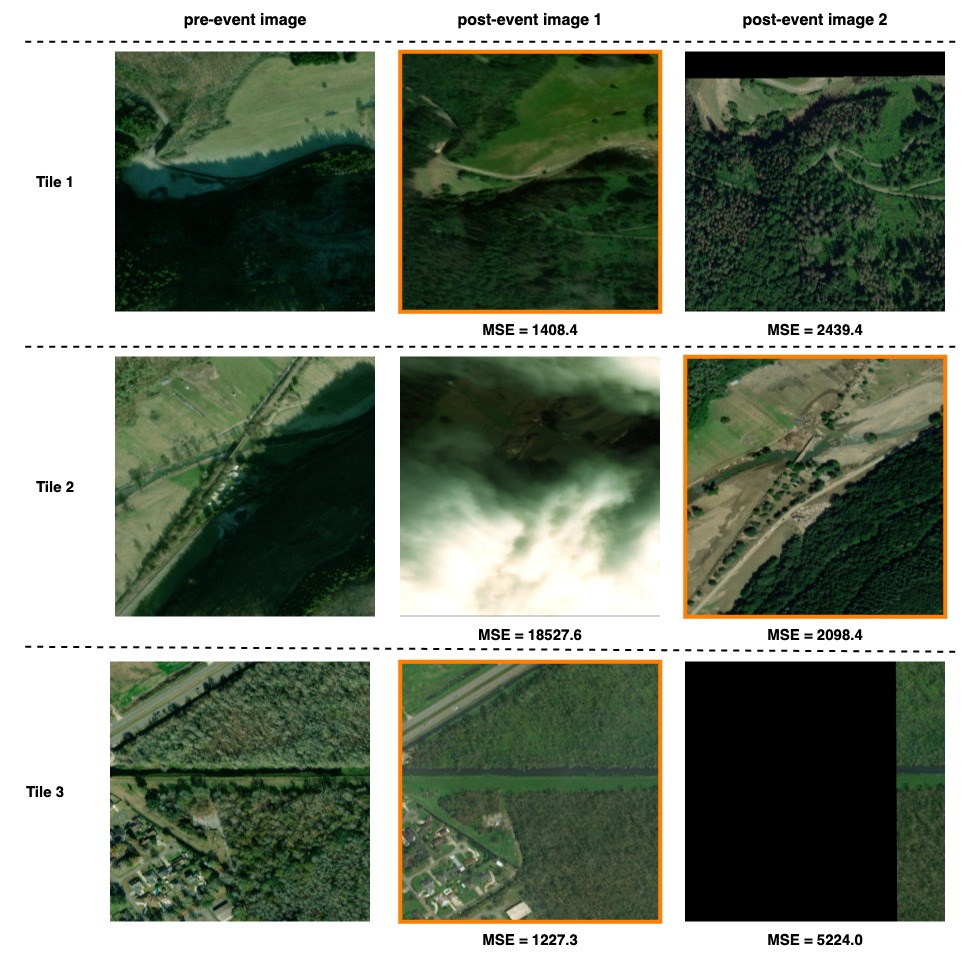 pre-event image post-event image 1 post-event image 2
Tile 1
MSE = 1408.4 MSE = 2439.4
Tile 2
MSE = 18527.6 MSE = 2098.4
Tile 3
MSE = 1227.3 MSE = 5224.0